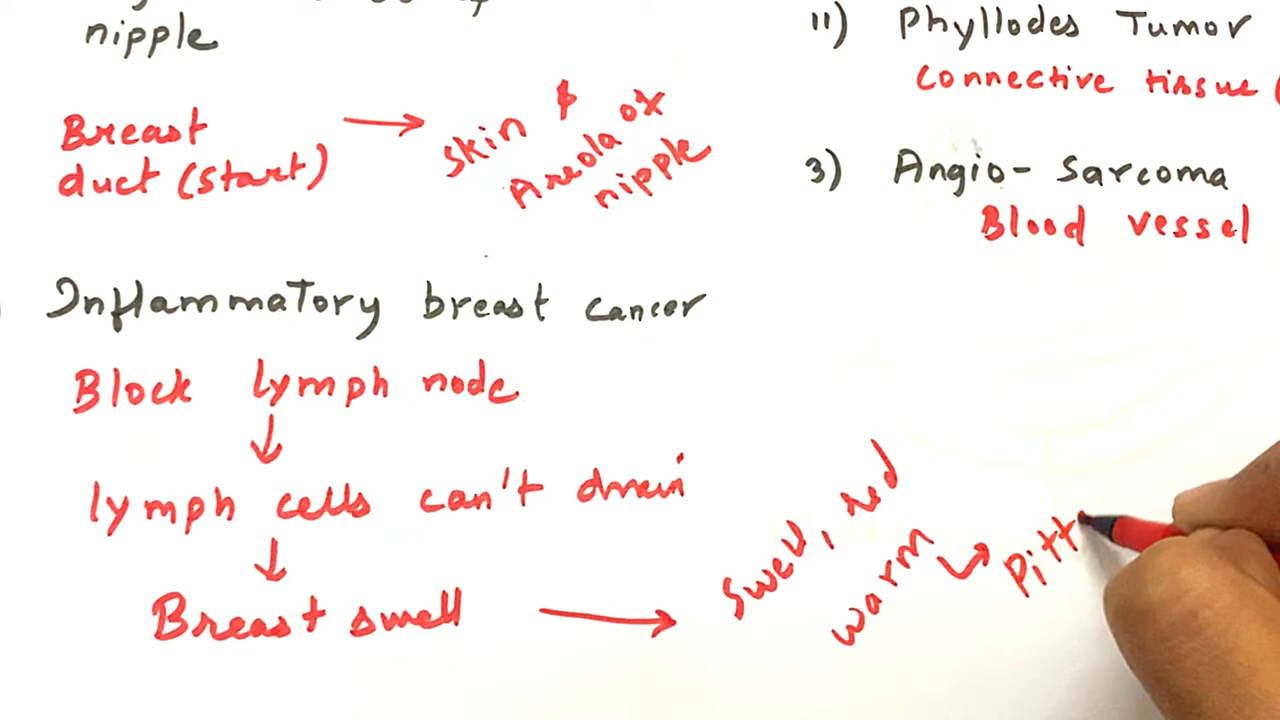 nipple
Breast
duct (start)
skin &
Areola or
nipple
Inflammatory breast cancer
Block lymph node
lymph cells can't drain
Breast swell
Swell, red
warm
Pitt
11) Phyllodes Tumor
connective tissue (
3) Angio-Sarcoma
Blood vessel